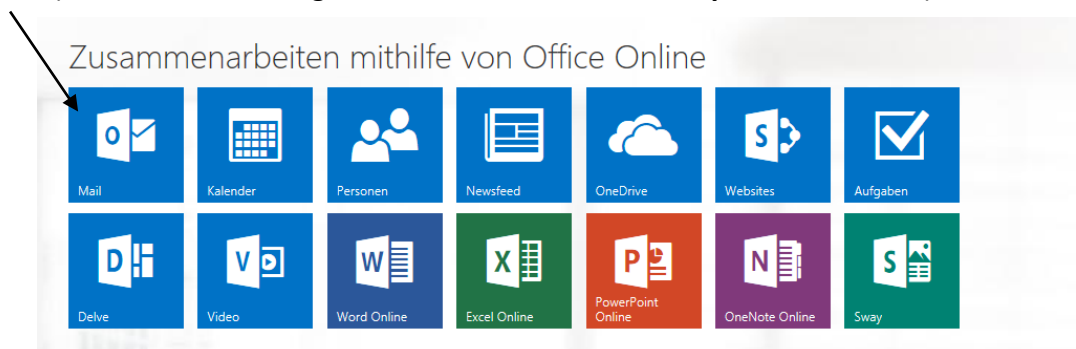 Zusammenarbeiten mithilfe von Office Online
Mail Kalender Personen Newsfeed OneDrive Websites Aufgaben
Delve Video Word Online Excel Online PowerPoint Online OneNote Online Sway